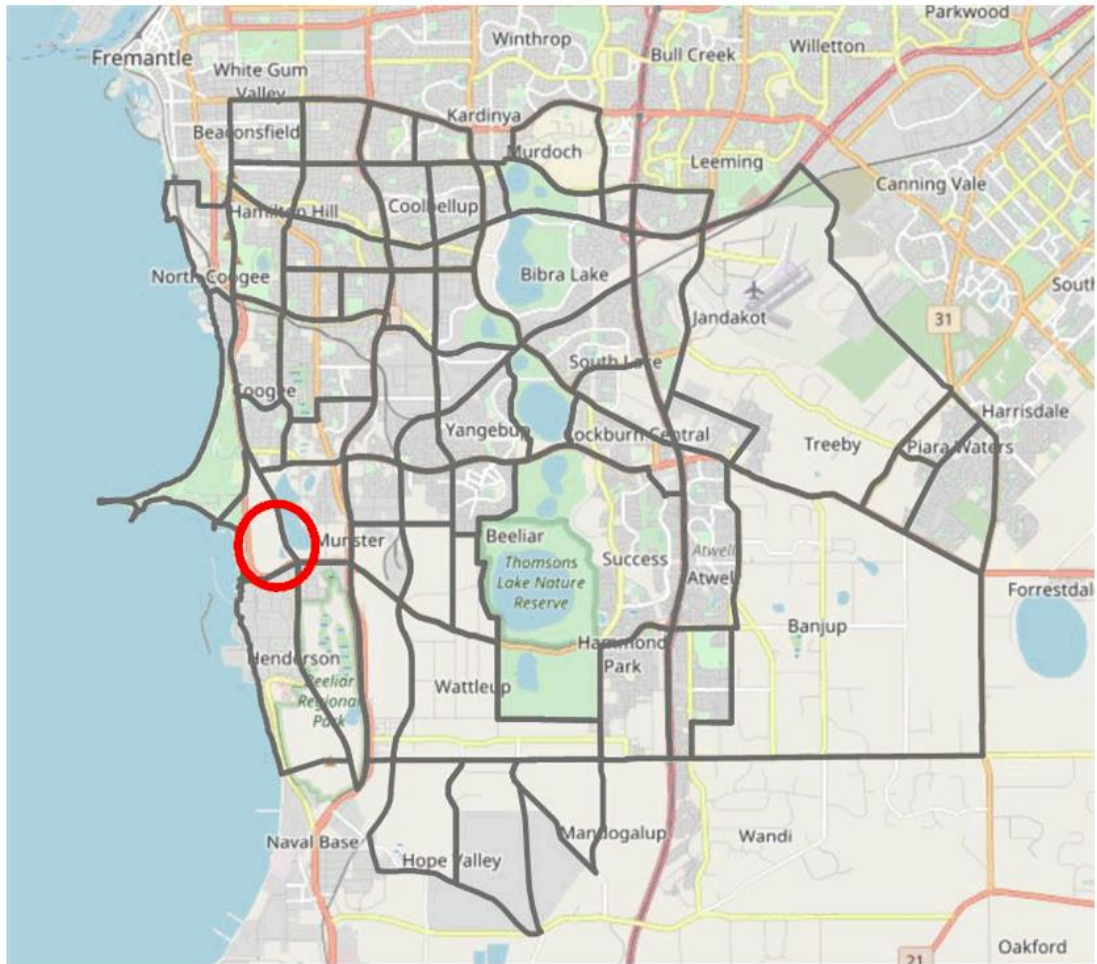 Parkwood
Winthrop
Willetton
Bull Creek
Fremantle
White Gum
Valley
Kardinya
Beaconsfield
Murdoch
Leeming
Canning Vale
Coolbellup
Hamilton Hill
North Coogee
Bibra Lake
South
Jandakot
31
South Lake
Coogee
Harrisdale
Yangebup
Cockburn Central
Treeby
Piara Waters
Munster
Beeliar
Success
Atwell
Atwell
Thomsons
Lake Nature
Reserve
Forrestdal
Banjup
Hammond
Park
Henderson
Beeliar
Regional
Park
Wattleup
Naval Base
Mandogalup
Wandi
Hope Valley
Oakford
21